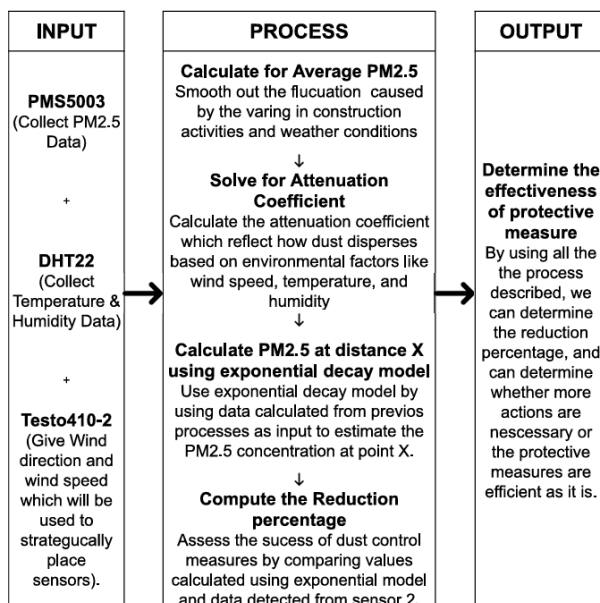 INPUT
PMS5003
(Collect PM2.5
Data)
+
DHT22
(Collect
Temperature &
Humidity Data)
+
Testo410-2
(Give Wind
direction and
wind speed
which will be
used to
strategucally
place
sensors).
PROCESS
Calculate for Average PM2.5
Smooth out the flucuation caused
by the varing in construction
activities and weather conditions
↓
Solve for Attenuation
Coefficient
Calculate the attenuation coefficient
which reflect how dust disperses
based on environmental factors like
wind speed, temperature, and
humidity
↓
Calculate PM2.5 at distance X
using exponential decay model
Use exponential decay model by
using data calculated from previos
processes as input to estimate the
PM2.5 concentration at point X.
↓
Compute the Reduction
percentage
Assess the sucess of dust control
measures by comparing values
calculated using exponential model
and data detected from sensor 2.
OUTPUT
Determine the
effectiveness
of protective
measure
By using all the
the process
described, we
can determine
the reduction
percentage, and
can determine
whether more
actions are
nescessary or
the protective
measures are
efficient as it is.